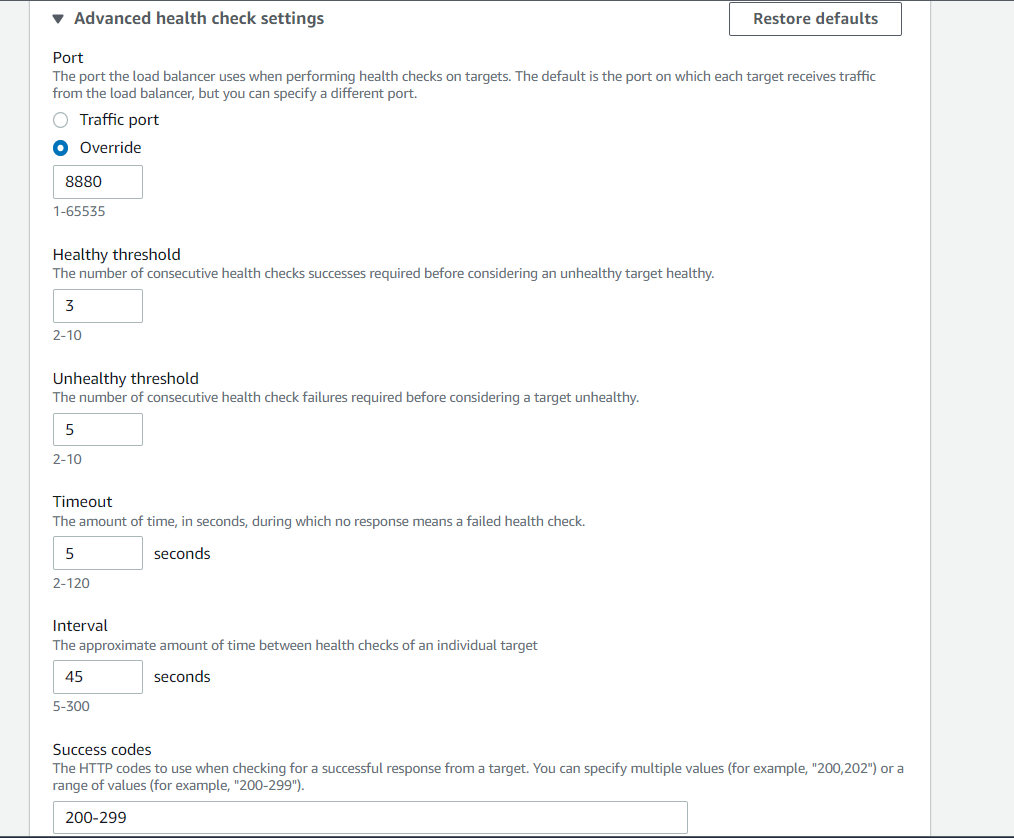 Advanced health check settings
Restore defaults
Port
The port the load balancer uses when performing health checks on targets. The default is the port on which each target receives traffic
from the load balancer, but you can specify a different port.
Traffic port
Override
8880
1-65535
Healthy threshold
The number of consecutive health checks successes required before considering an unhealthy target healthy.
3
2-10
Unhealthy threshold
The number of consecutive health check failures required before considering a target unhealthy.
5
2-10
Timeout
The amount of time, in seconds, during which no response means a failed health check.
5 seconds
2-120
Interval
The approximate amount of time between health checks of an individual target
45 seconds
5-300
Success codes
The HTTP codes to use when checking for a successful response from a target. You can specify multiple values (for example, "200,202") or a
range of values (for example, "200-299").
200-299